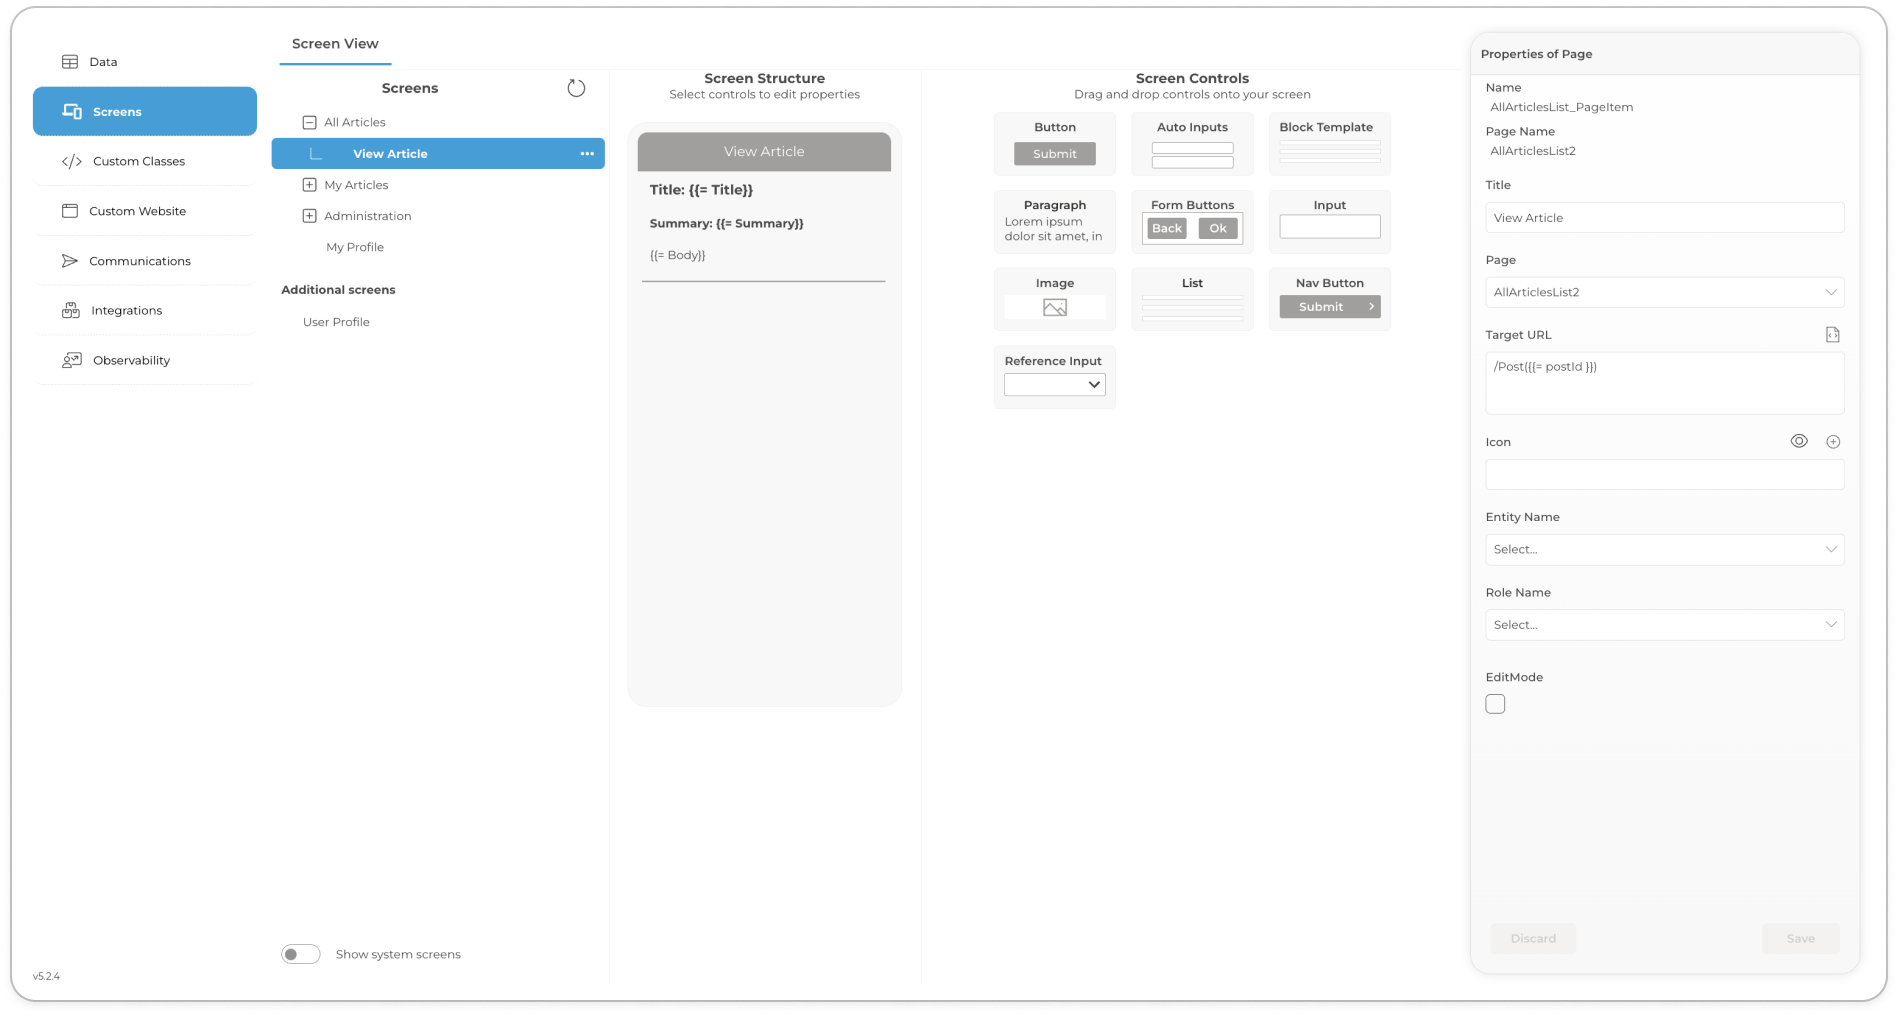 Data
Screens
Custom Classes
Custom Website
Communications
Integrations
Observability
v5.2.4
Screen View
Screens
All Articles
View Article
My Articles
Administration
My Profile
Additional screens
User Profile
Show system screens
Screen Structure
Select controls to edit properties
View Article
Title: {{= Title}}
Summary: {{= Summary}}
{{= Body}}
Screen Controls
Drag and drop controls onto your screen
Button
Submit
Auto Inputs
Block Template
Paragraph
Lorem ipsum
dolor sit amet, in
Form Buttons
Back Ok
Input
Image
List
Nav Button
Submit
Reference Input
Properties of Page
Name
AllArticlesList_PageItem
Page Name
AllArticlesList2
Title
View Article
Page
AllArticlesList2
Target URL
/Post({{= postId }})
Icon
Entity Name
Select...
Role Name
Select...
EditMode
Discard Save